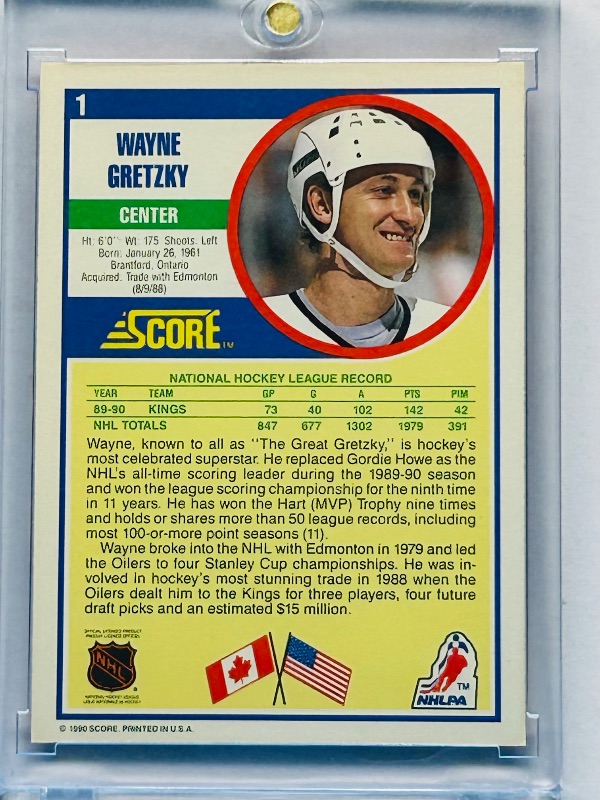 1
WAYNE
GRETZKY
CENTER
Ht: 6'0" Wt: 175 Shoots: Left
Born: January 26, 1961
Brantford, Ontario
Acquired: Trade with Edmonton
(8/9/88)
SCORE TM
NATIONAL HOCKEY LEAGUE RECORD
YEAR TEAM GP G A PTS PIM
89-90 KINGS 73 40 102 142 42
NHL TOTALS 847 677 1302 1979 391
Wayne, known to all as "The Great Gretzky," is hockey's
most celebrated superstar. He replaced Gordie Howe as the
NHL's all-time scoring leader during the 1989-90 season
and won the league scoring championship for the ninth time
in 11 years. He has won the Hart (MVP) Trophy nine times
and holds or shares more than 50 league records, including
most 100-or-more point seasons (11).
Wayne broke into the NHL with Edmonton in 1979 and led
the Oilers to four Stanley Cup championships. He was in-
volved in hockey's most stunning trade in 1988 when the
Oilers dealt him to the Kings for three players, four future
draft picks and an estimated $15 million.
OFFICIAL LICENSED PRODUCT
NHL
NATIONAL HOCKEY LEAGUE
TM
NHLPA
© 1990 SCORE. PRINTED IN U.S.A.